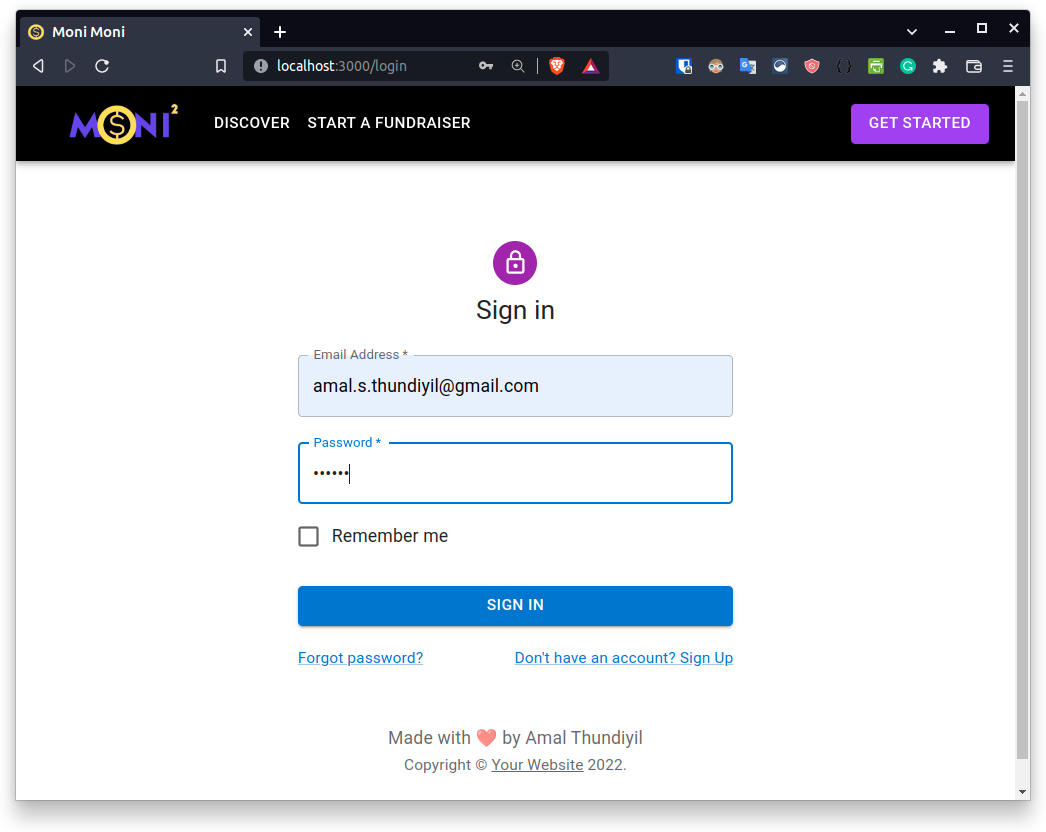 Moni Moni
localhost:3000/login
MONI 2
DISCOVER START A FUNDRAISER
GET STARTED
Sign in
Email Address *
amal.s.thundiyil@gmail.com
Password *
••••••
Remember me
SIGN IN
Forgot password?
Don't have an account? Sign Up
Made with ❤️ by Amal Thundiyil
Copyright © Your Website 2022.